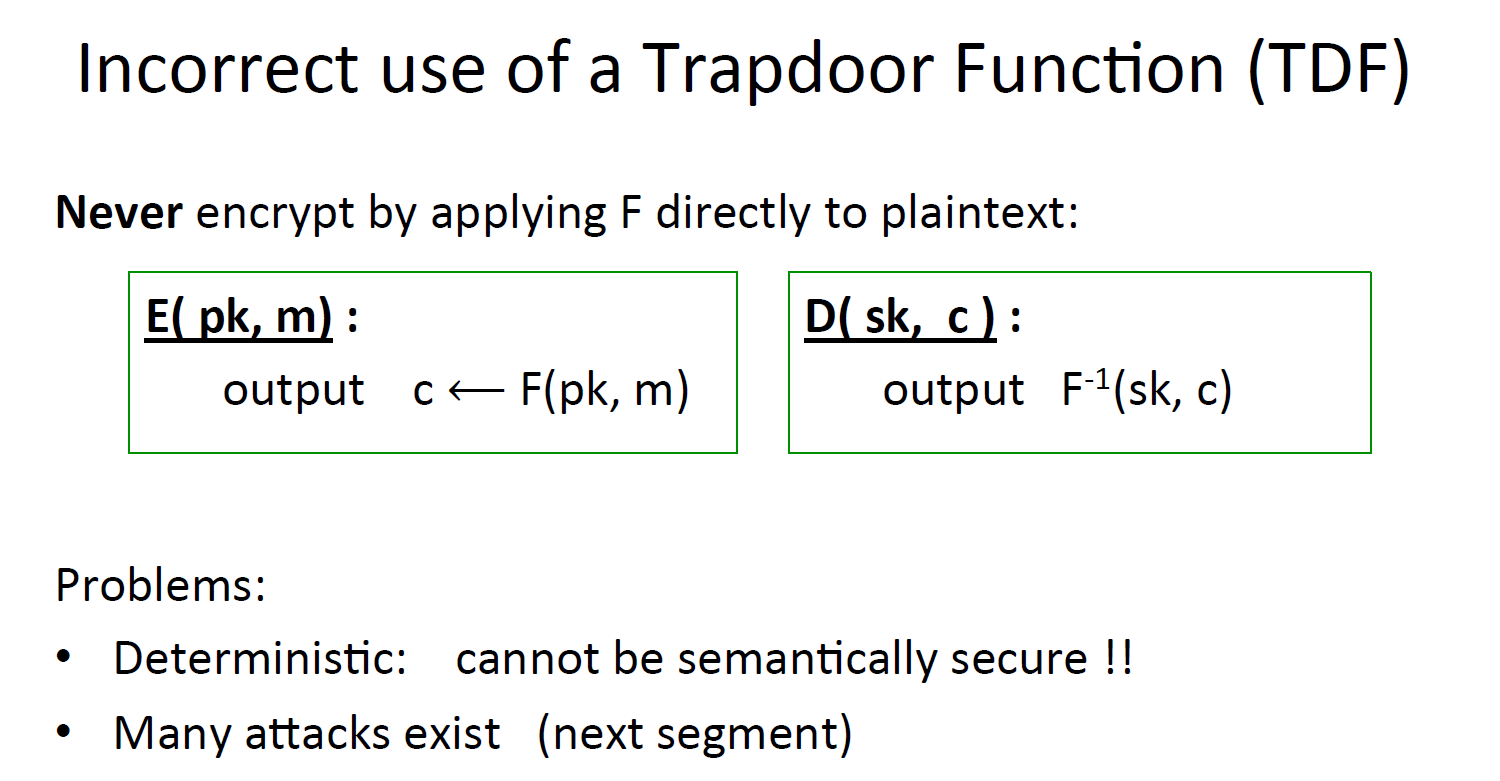 Incorrect use of a Trapdoor Function (TDF)
Never encrypt by applying F directly to plaintext:
E( pk, m) :
output c ⟵ F(pk, m)
D( sk, c ) :
output F-1(sk, c)
Problems:
• Deterministic: cannot be semantically secure !!
• Many attacks exist (next segment)